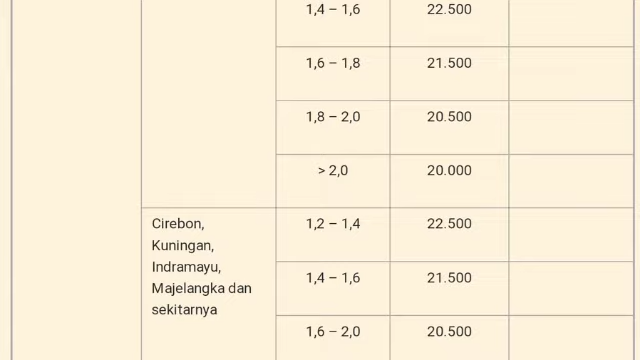 1,4 – 1,6 22.500
1,6 – 1,8 21.500
1,8 – 2,0 20.500
> 2,0 20.000
Cirebon, 1,2 – 1,4 22.500
Kuningan,
Indramayu, 1,4 – 1,6 21.500
Majelangka dan
sekitarnya
1,6 – 2,0 20.500